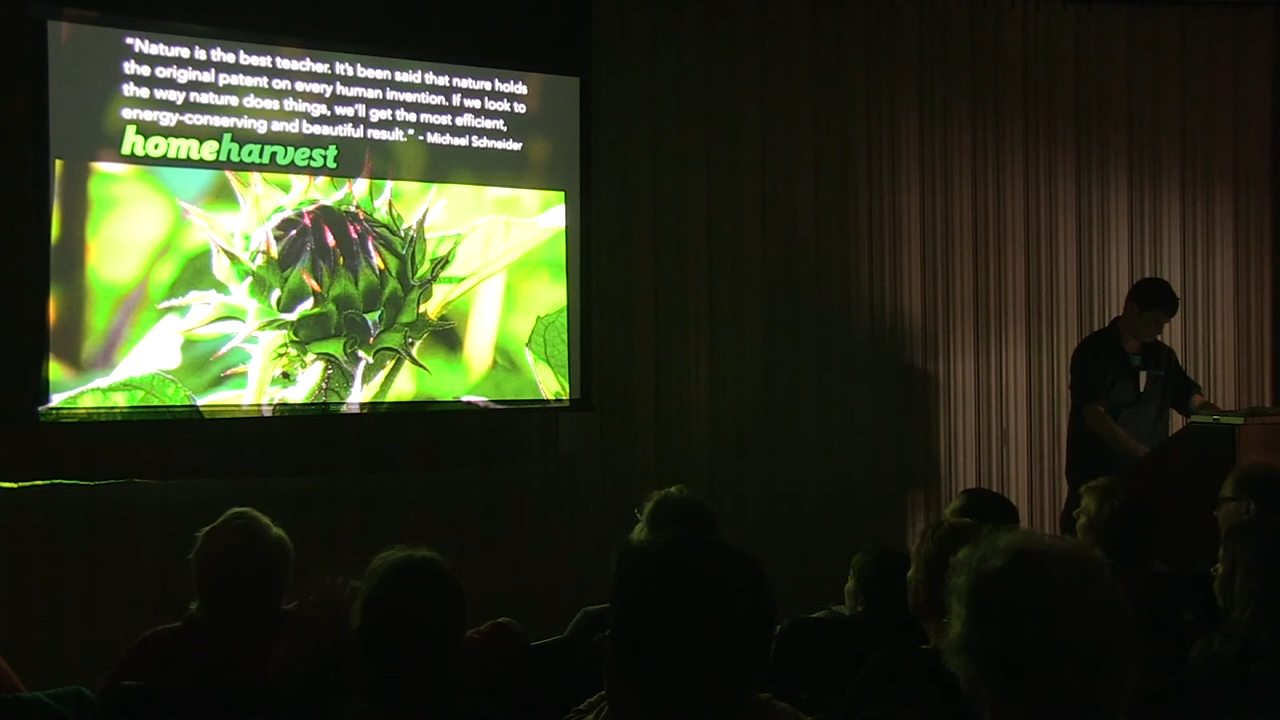 "Nature is the best teacher. It's been said that nature holds
the original patent on every human invention. If we look to
the way nature does things, we'll get the most efficient,
energy-conserving and beautiful result." - Michael Schneider
homeharvest